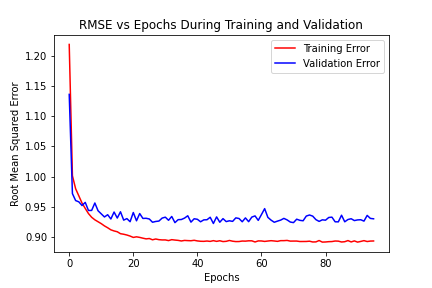 RMSE vs Epochs During Training and Validation
Training Error
Validation Error
Root Mean Squared Error
1.20
1.15
1.10
1.05
1.00
0.95
0.90
0 20 40 60 80
Epochs